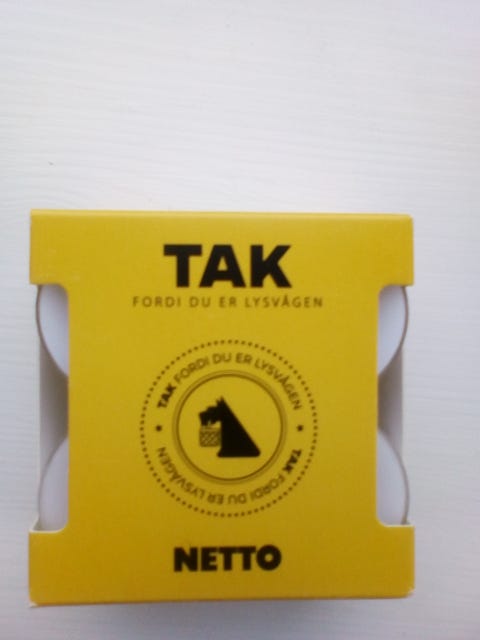 TAK
FORDI DU ER LYSVÅGEN
TAK FORDI DU ER LYSVÅGEN
TAK FORDI DU ER LYSVÅGEN
NETTO